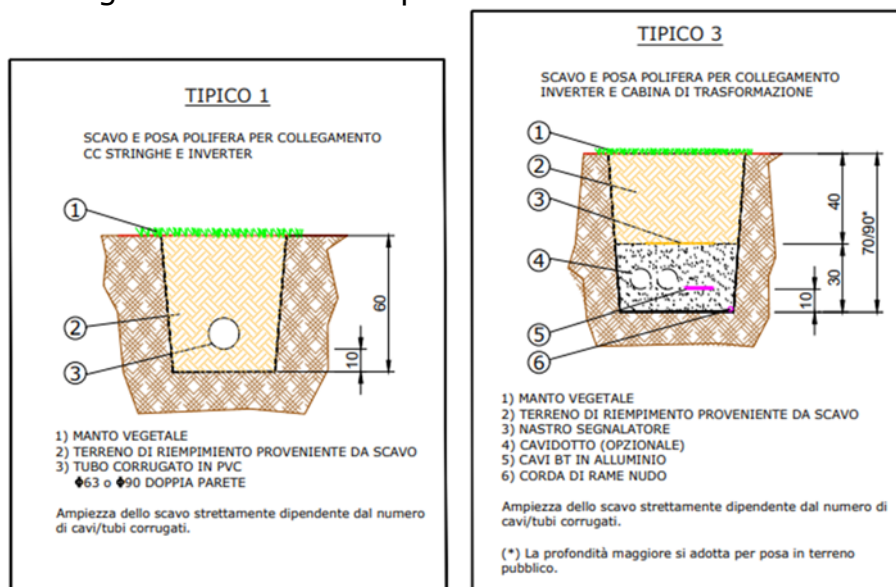 TIPICO 1
SCAVO E POSA POLIFERA PER COLLEGAMENTO
CC STRINGHE E INVERTER
1
2
3
60
10
1) MANTO VEGETALE
2) TERRENO DI RIEMPIMIENTO PROVENIENTE DA SCAVO
3) TUBO CORRUGATO IN PVC
Φ63 o Φ90 DOPPIA PARETE
Ampiezza dello scavo strettamente dipendente dal numero
di cavi/tubi corrugati.
TIPICO 3
SCAVO E POSA POLIFERA PER COLLEGAMENTO
INVERTER E CABINA DI TRASFORMAZIONE
1
2
3
4
5
6
40
30
10
70/90*
1) MANTO VEGETALE
2) TERRENO DI RIEMPIMENTO PROVENIENTE DA SCAVO
3) NASTRO SEGNALATORE
4) CAVIDOTTO (OPZIONALE)
5) CAVI BT IN ALLUMINIO
6) CORDA DI RAME NUDO
Ampiezza dello scavo strettamente dipendente dal numero di
cavi/tubi corrugati.
(*) La profondità maggiore si adotta per posa in terreno
pubblico.